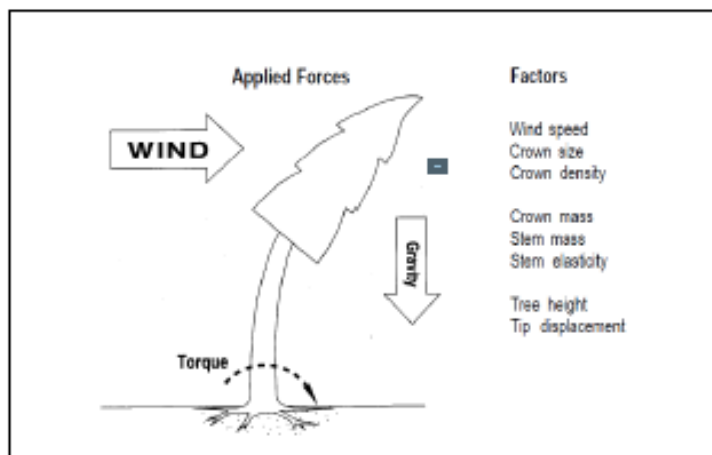 Applied Forces
Factors
WIND
Wind speed
Crown size
Crown density
Gravity
Crown mass
Stem mass
Stem elasticity
Tree height
Tip displacement
Torque